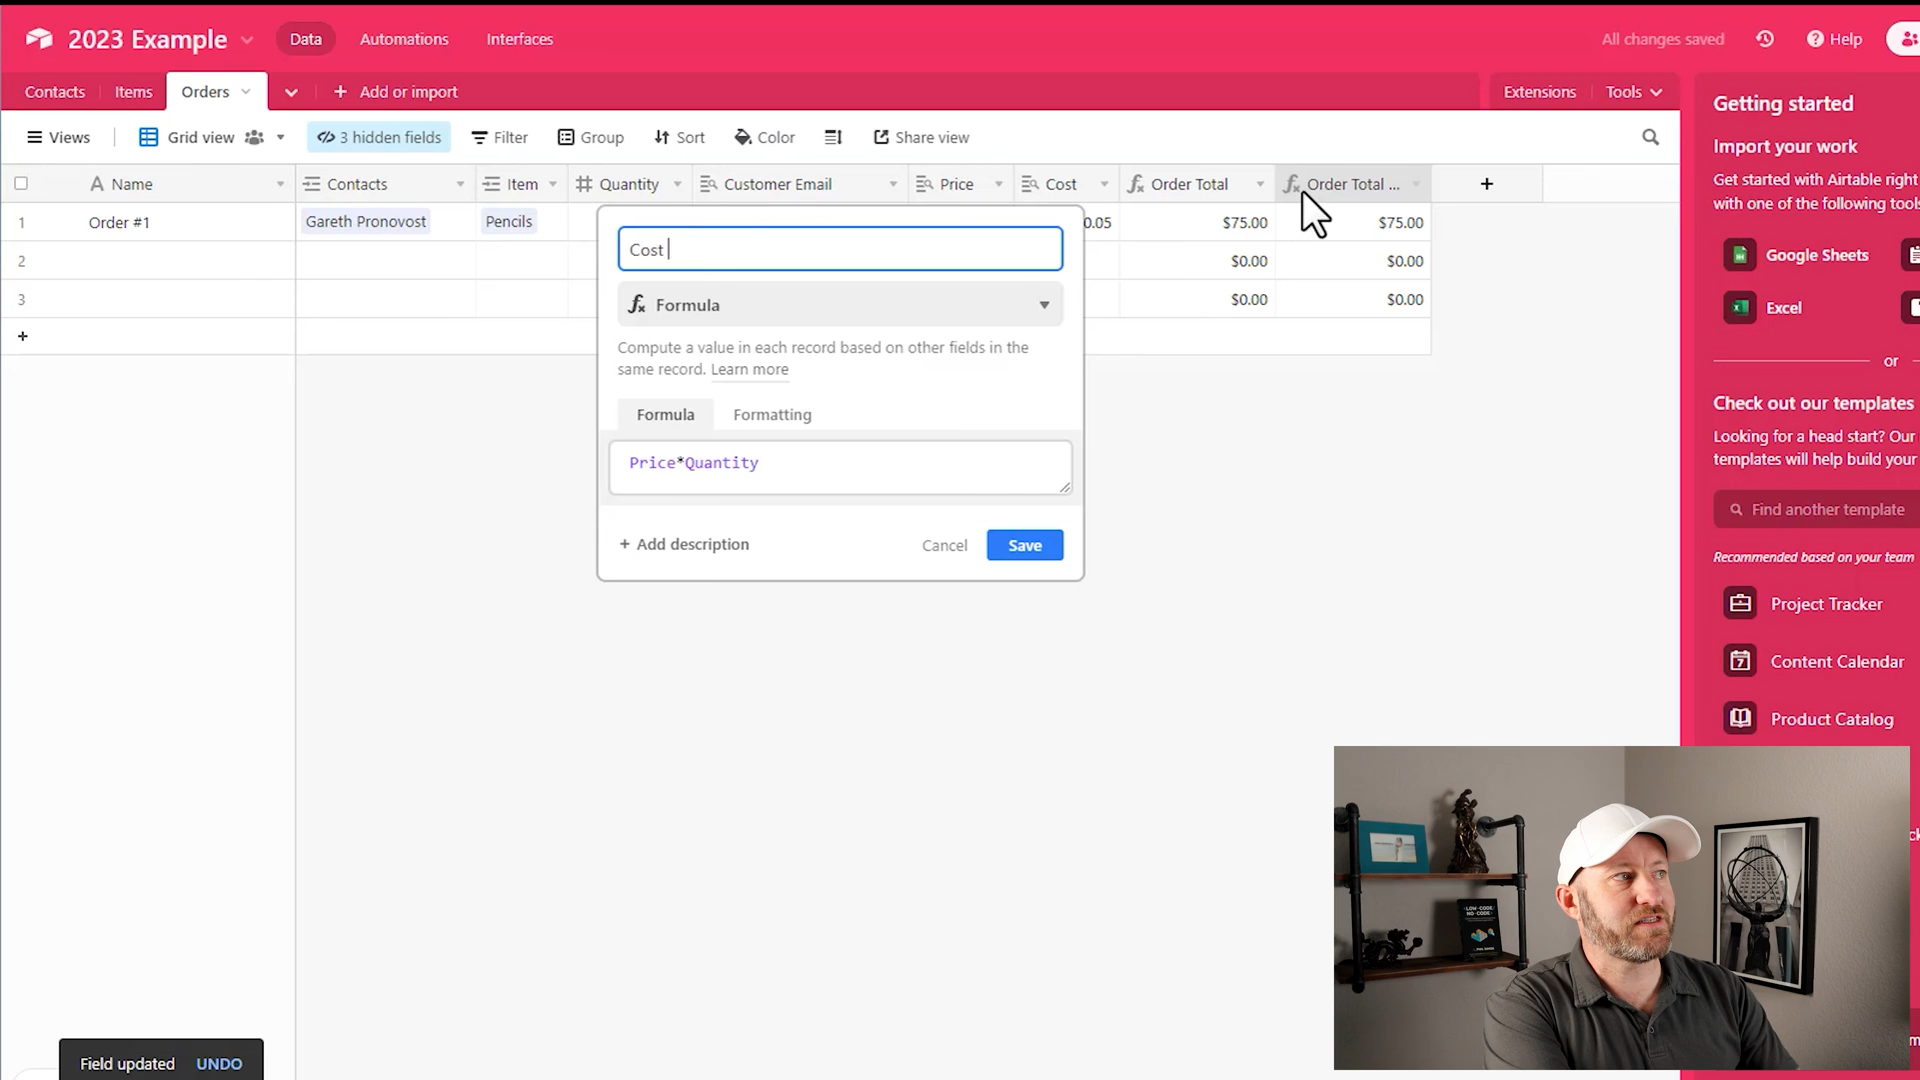 2023 Example
Data
Automations
Interfaces
All changes saved
Help
Contacts
Items
Orders
Add or import
Extensions
Tools
Views
Grid view
3 hidden fields
Filter
Group
Sort
Color
Share view
Name
Contacts
Item
Quantity
Customer Email
Price
Cost
Order Total
Order Total ...
+
1
Order #1
Gareth Pronovost
Pencils
0.05
$75.00
$75.00
2
$0.00
$0.00
3
$0.00
$0.00
+
Cost
Formula
Compute a value in each record based on other fields in the
same record. Learn more
Formula
Formatting
Price*Quantity
+ Add description
Cancel
Save
Getting started
Import your work
Get started with Airtable right
with one of the following tools
Google Sheets
Excel
or
Check out our templates
Looking for a head start? Our
templates will help build your
Find another template
Recommended based on your team
Project Tracker
7
Content Calendar
Product Catalog
LOW-CODE/
NO-CODE
Field updated
UNDO